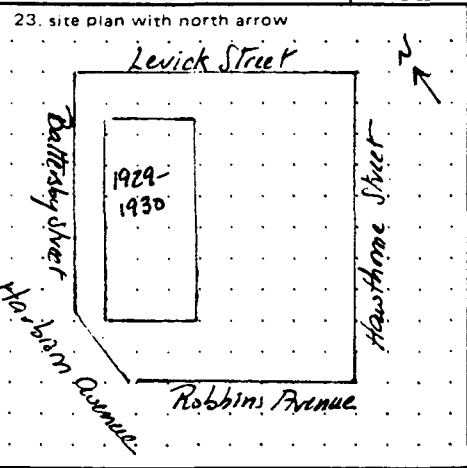 23. site plan with north arrow
Levick Street
N
Battersby Street
1929-
1930
Hawthorne Street
Harbison Avenue
Robbins Avenue